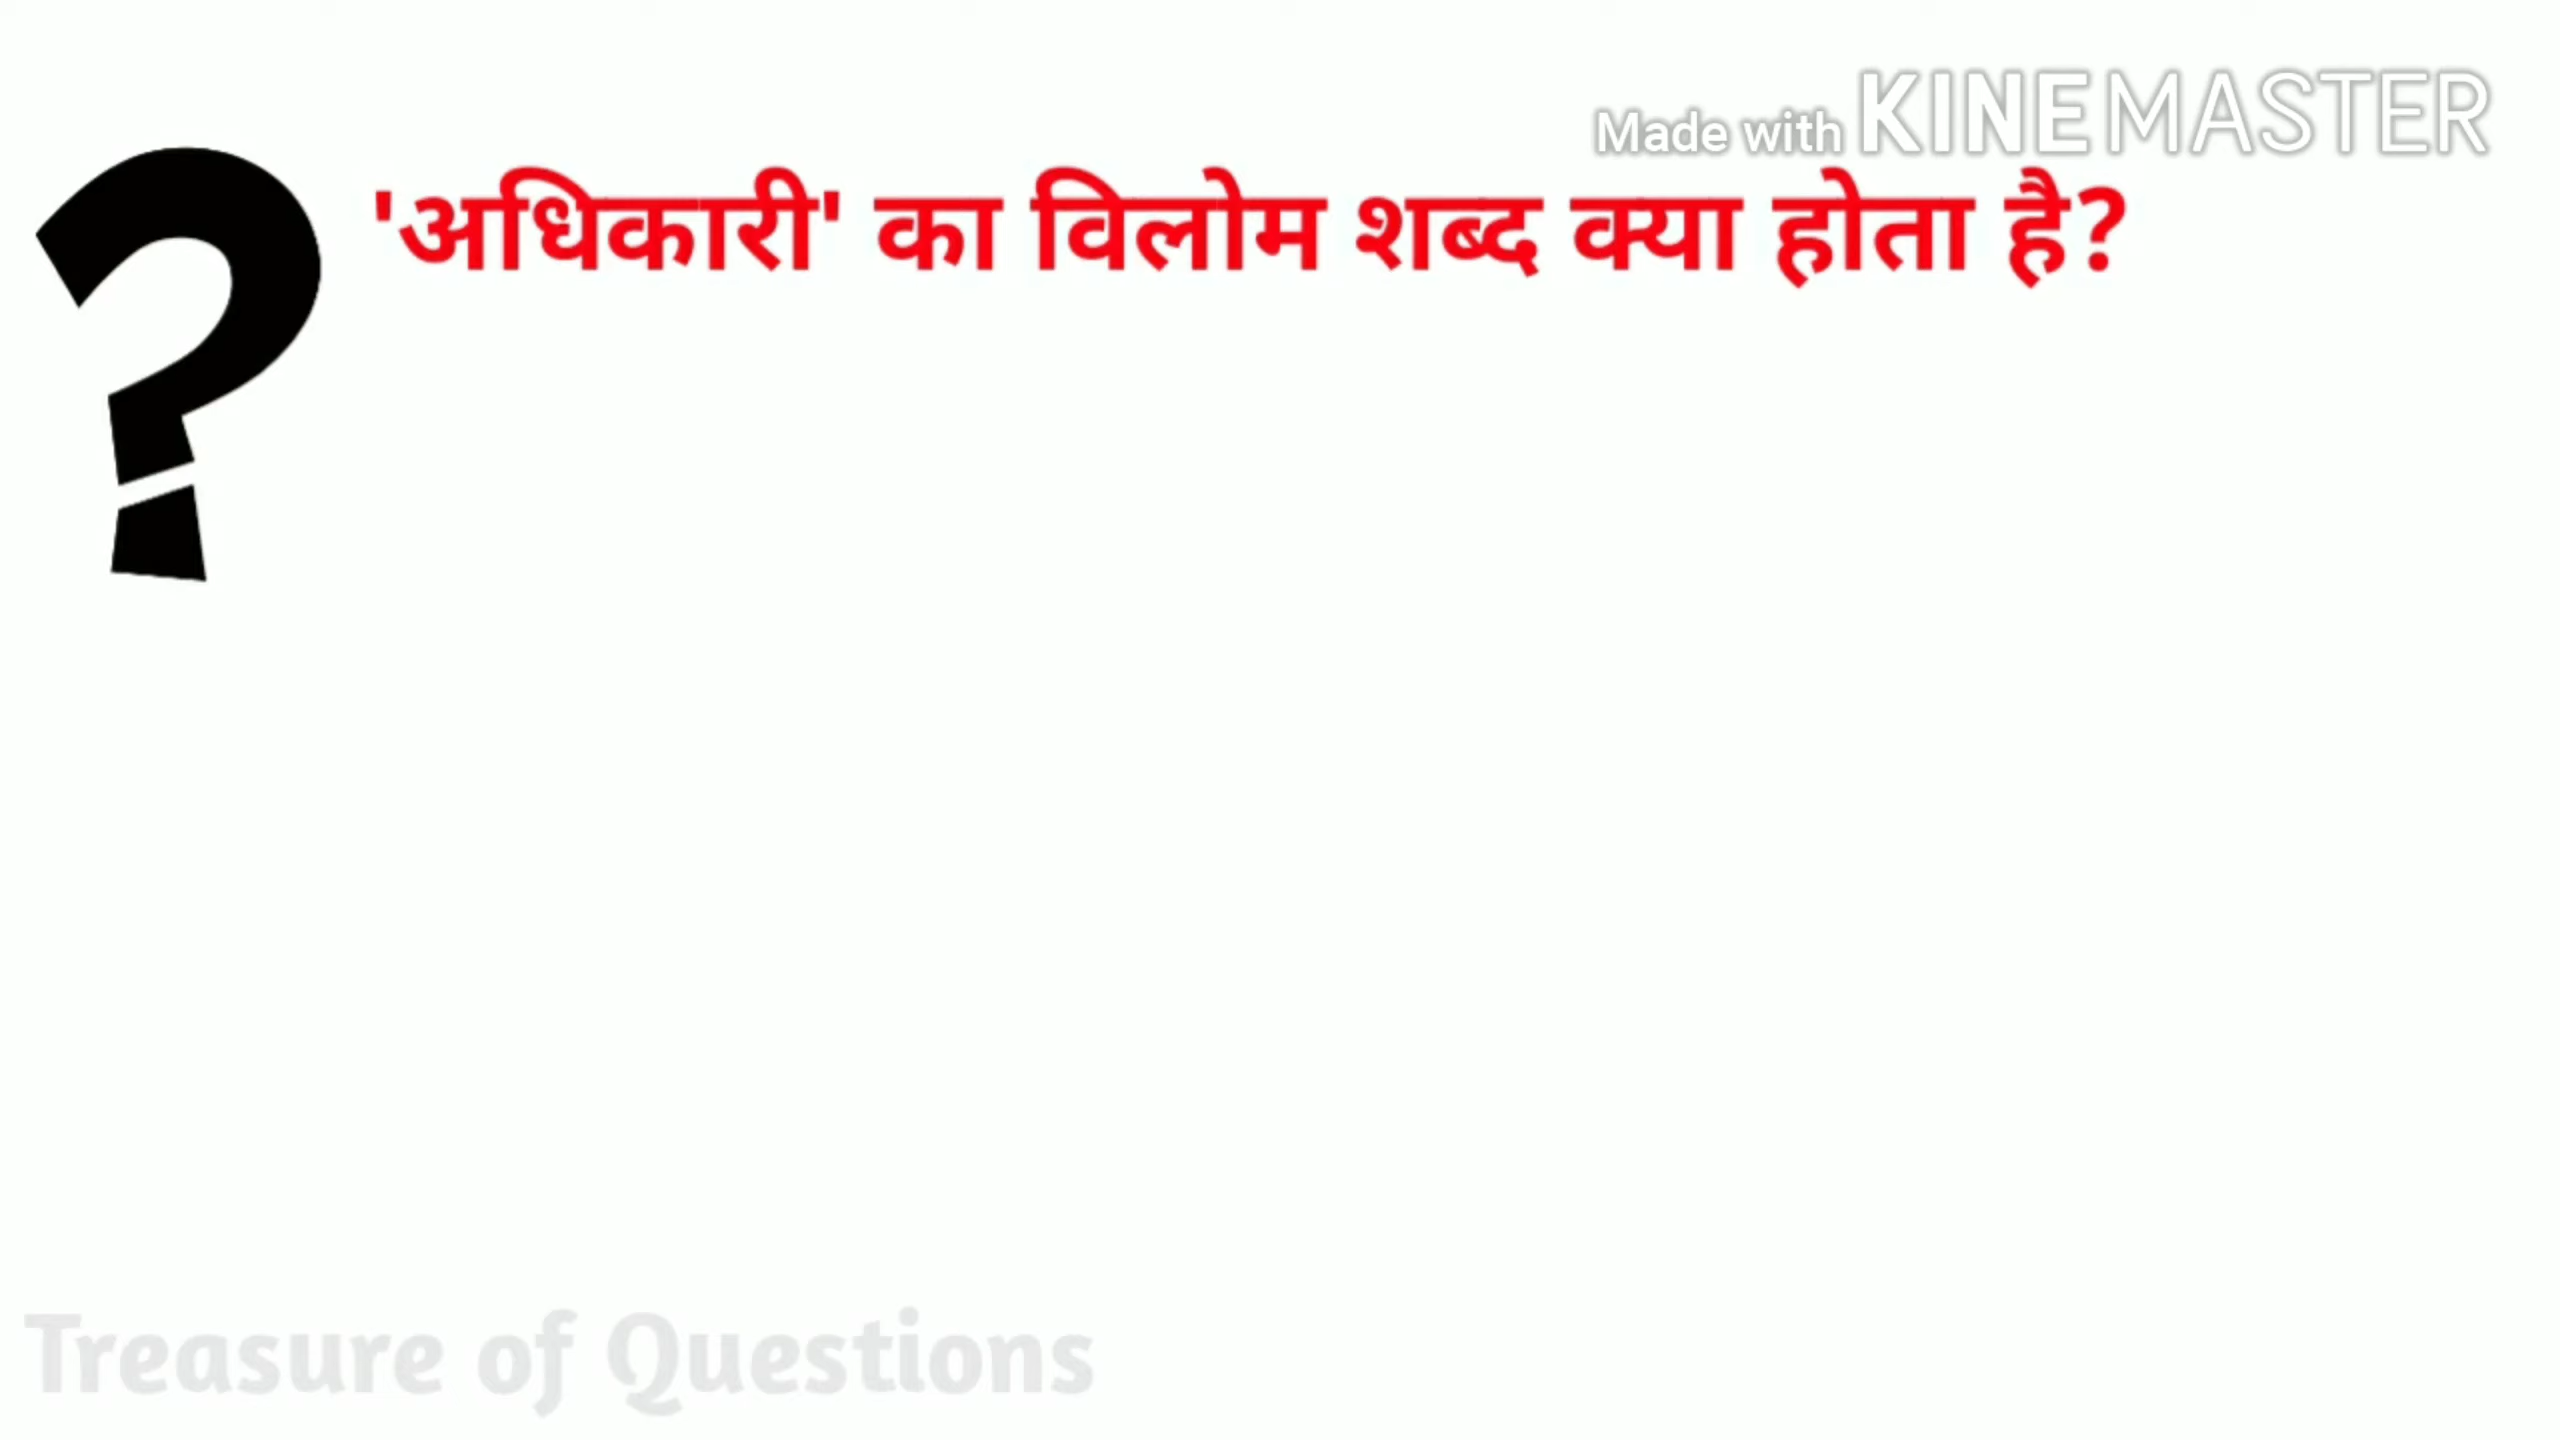 Made with KINEMASTER
'अधिकारी' का विलोम शब्द क्या होता है?
Treasure of Questions